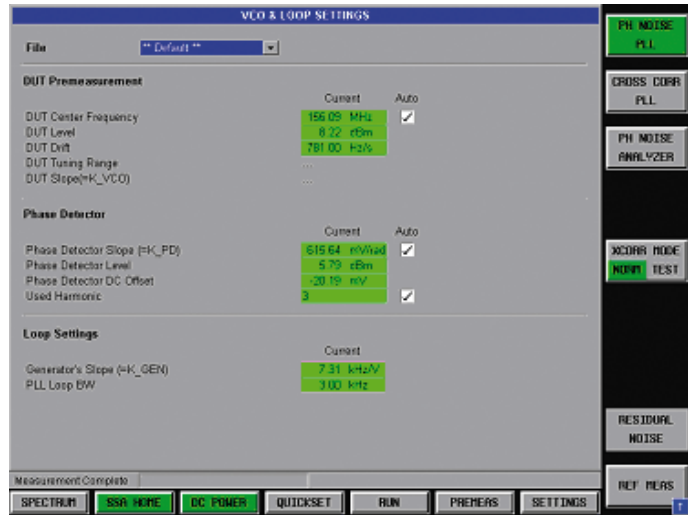 VCO & LOOP SETTINGS
File ** Default **
DUT Premeasurement
Current Auto
DUT Center Frequency 156.09 MHz
DUT Level 8.22 dBm
DUT Drift 781.00 Hz/s
DUT Tuning Range ...
DUT Slope(=K_VCO) ...
Phase Detector
Current Auto
Phase Detector Slope (=K_PD) 615.64 mV/rad
Phase Detector Level 5.79 dBm
Phase Detector DC Offset -20.19 mV
Used Harmonic 3
Loop Settings
Current
Generator's Slope (=K_GEN) 7.31 kHz/V
PLL Loop BW 3.00 kHz
Measurement Complete
SPECTRUM SSA HOME DC POWER QUICKSET RUN PREMEAS SETTINGS
PH NOISE
PLL
CROSS CORR
PLL
PH NOISE
ANALYZER
XCORR MODE
NORM TEST
RESIDUAL
NOISE
REF MEAS